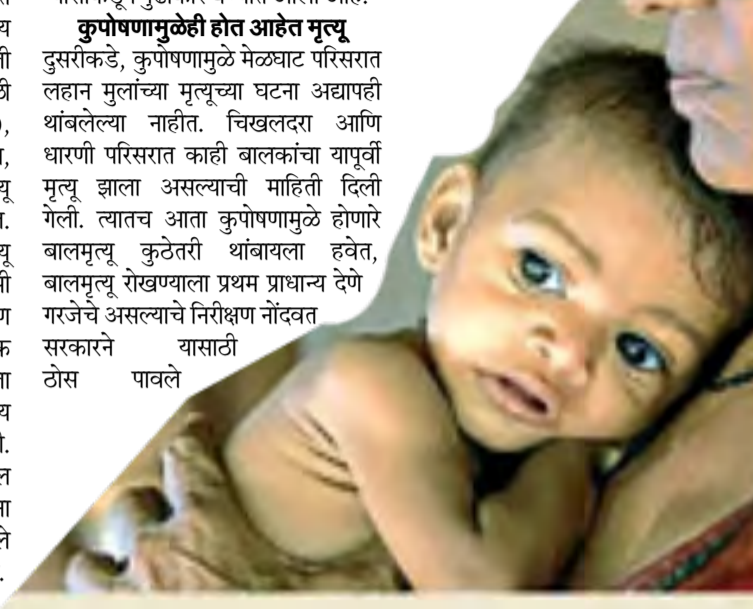 कुपोषणामुळेही होत आहेत मृत्यू
दुसरीकडे, कुपोषणामुळे मेळघाट परिसरात
लहान मुलांच्या मृत्यूच्या घटना अद्यापही
थांबलेल्या नाहीत. चिखलदरा आणि
धारणी परिसरात काही बालकांचा यापूर्वी
मृत्यू झाला असल्याची माहिती दिली
गेली. त्यातच आता कुपोषणामुळे होणारे
बालमृत्यू कुठेतरी थांबायला हवेत,
बालमृत्यू रोखण्याला प्रथम प्राधान्य देणे
गरजेचे असल्याचे निरीक्षण नोंदवत
सरकारने यासाठी
ठोस पावले